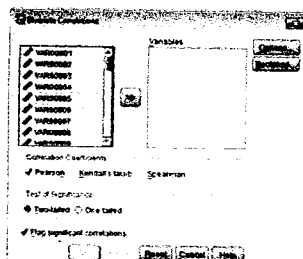 Bivariate Correlations
Variables
Options...
VAR00001
VAR00002
VAR00003
VAR00004
VAR00005
VAR00006
VAR00007
VAR00008
Correlation Coefficients
Pearson Kendall's tau-b Spearman
Test of Significance
Two-tailed One-tailed
Flag significant correlations
Reset Cancel Help